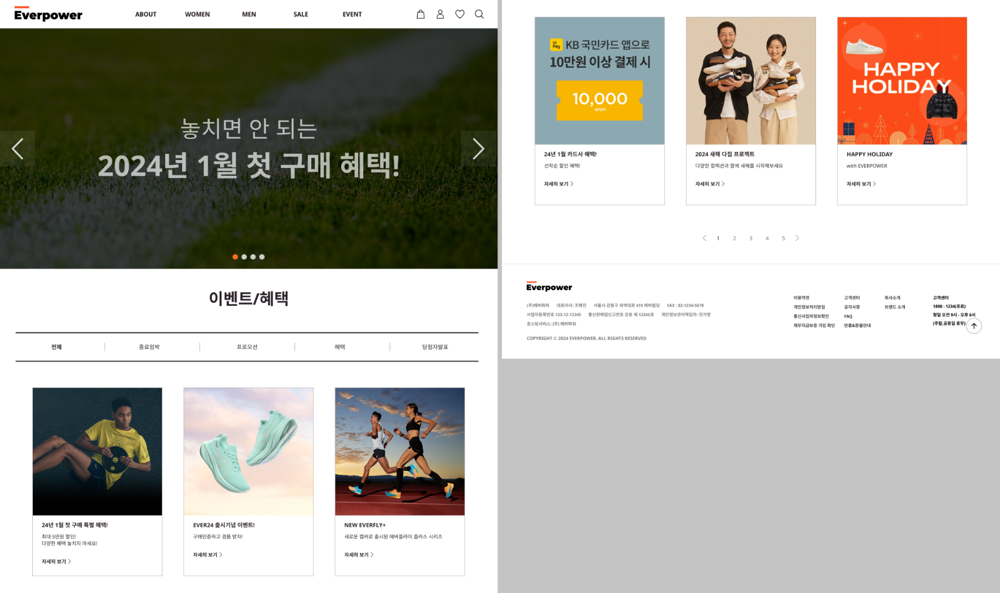 Everpower
ABOUT
WOMEN
MEN
SALE
EVENT
놓치면 안 되는
2024년 1월 첫 구매 혜택!
이벤트/혜택
전체
종료임박
프로모션
혜택
당첨자발표
24년 1월 첫 구매 특별 혜택!
최대 5만원 할인!
다양한 혜택 놓치지 마세요!
자세히 보기
EVER24 출시기념 이벤트!
구매인증하고 경품 받자!
자세히 보기
NEW EVERFLY+
새로운 컬러로 출시된 에버플라이 플러스 시리즈
자세히 보기
KB Pay KB 국민카드 앱으로
10만원 이상 결제 시
10,000
won
24년 1월 카드사 혜택!
선착순 할인 혜택!
자세히 보기
2024 새해 다짐 프로젝트
다양한 컬렉션과 함께 새해를 시작해보세요
자세히 보기
HAPPY
HOLIDAY
HAPPY HOLIDAY
with EVERPOWER
자세히 보기
1 2 3 4 5
Everpower
(주)에버파워 대표이사: 조혜진 서울시 강동구 새싹대로 415 에버빌딩 FAX : 02-1234-5678
사업자등록번호 123-12-12345 통신판매업신고번호 강동 제 12345호 개인정보관리책임자: 진가영
호스팅서비스: (주) 에버파워
COPYRIGHT © 2024 EVERPOWER. ALL RIGHTS RESERVED
이용약관
개인정보처리방침
통신사업자정보확인
채무지급보증 가입 확인
고객센터
공지사항
FAQ
반품&환불안내
회사소개
브랜드 소개
고객센터
1800 - 1234(유료)
평일 오전 9시 - 오후 6시
(주말,공휴일 휴무)